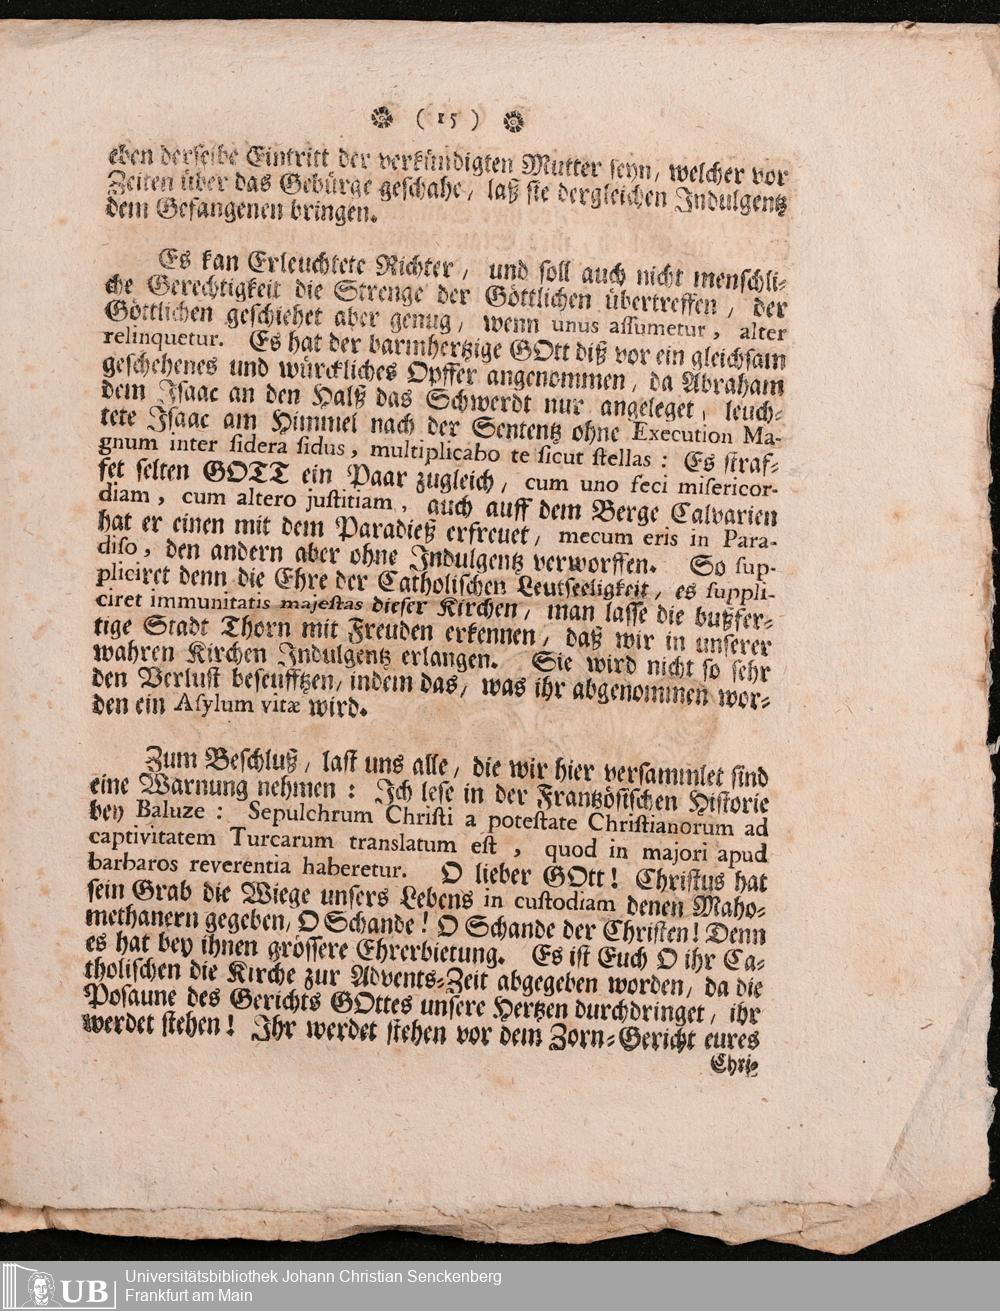 ( 15 )
eben derselbe Eintritt der verkündigten Mutter seyn, welcher vor
Zeiten über das Gebürge geschahe, laß sie dergleichen Indulgentz
dem Gefangenen bringen.
Es kan Erleuchtete Richter, und soll auch nicht menschli-
che Gerechtigkeit die Strenge der Göttlichen übertreffen, der
Göttlichen geschiehet aber genug, wenn unus assumetur, alter
relinquetur. Es hat der barmhertzige GOtt diß vor ein gleichsam
geschehenes und würckliches Opffer angenommen, da Abraham
dem Isaac an den Halß das Schwerdt nur angeleget, leuch-
tete Isaac am Himmel nach der Sententz ohne Execution Ma-
gnum inter sidera sidus, multiplicabo te sicut stellas: Es straf-
fet selten GOTT ein Paar zugleich, cum uno feci misericor-
diam, cum altero justitiam, auch auff dem Berge Calvarien
hat er einen mit dem Paradieß erfreuet, mecum eris in Para-
diso, den andern aber ohne Indulgentz verworffen. So sup-
pliciret denn die Ehre der Catholischen Leutseeligkeit, es suppli-
ciret immunitatis majestas dieser Kirchen, man lasse die bußfer-
tige Stadt Thorn mit Freuden erkennen, daß wir in unserer
wahren Kirchen Indulgentz erlangen. Sie wird nicht so sehr
den Verlust beseufftzen, indem das, was ihr abgenommen wor-
den ein Asylum vitæ wird.
Zum Beschluß, last uns alle, die wir hier versammlet sind
eine Warnung nehmen: Ich lese in der Frantzösischen Historie
bey Baluze: Sepulchrum Christi a potestate Christianorum ad
captivitatem Turcarum translatum est, quod in majori apud
barbaros reverentia haberetur. O lieber GOtt! Christus hat
sein Grab die Wiege unsers Lebens in custodiam denen Maho-
methanern gegeben, O Schande! O Schande der Christen! Denn
es hat bey ihnen grössere Ehrerbietung. Es ist Euch O ihr Ca-
tholischen die Kirche zur Advents-Zeit abgegeben worden, da die
Posaune des Gerichts GOttes unsere Hertzen durchdringet, ihr
werdet stehen! Ihr werdet stehen vor dem Zorn-Gericht eures
Chri-
UB
Universitätsbibliothek Johann Christian Senckenberg
Frankfurt am Main